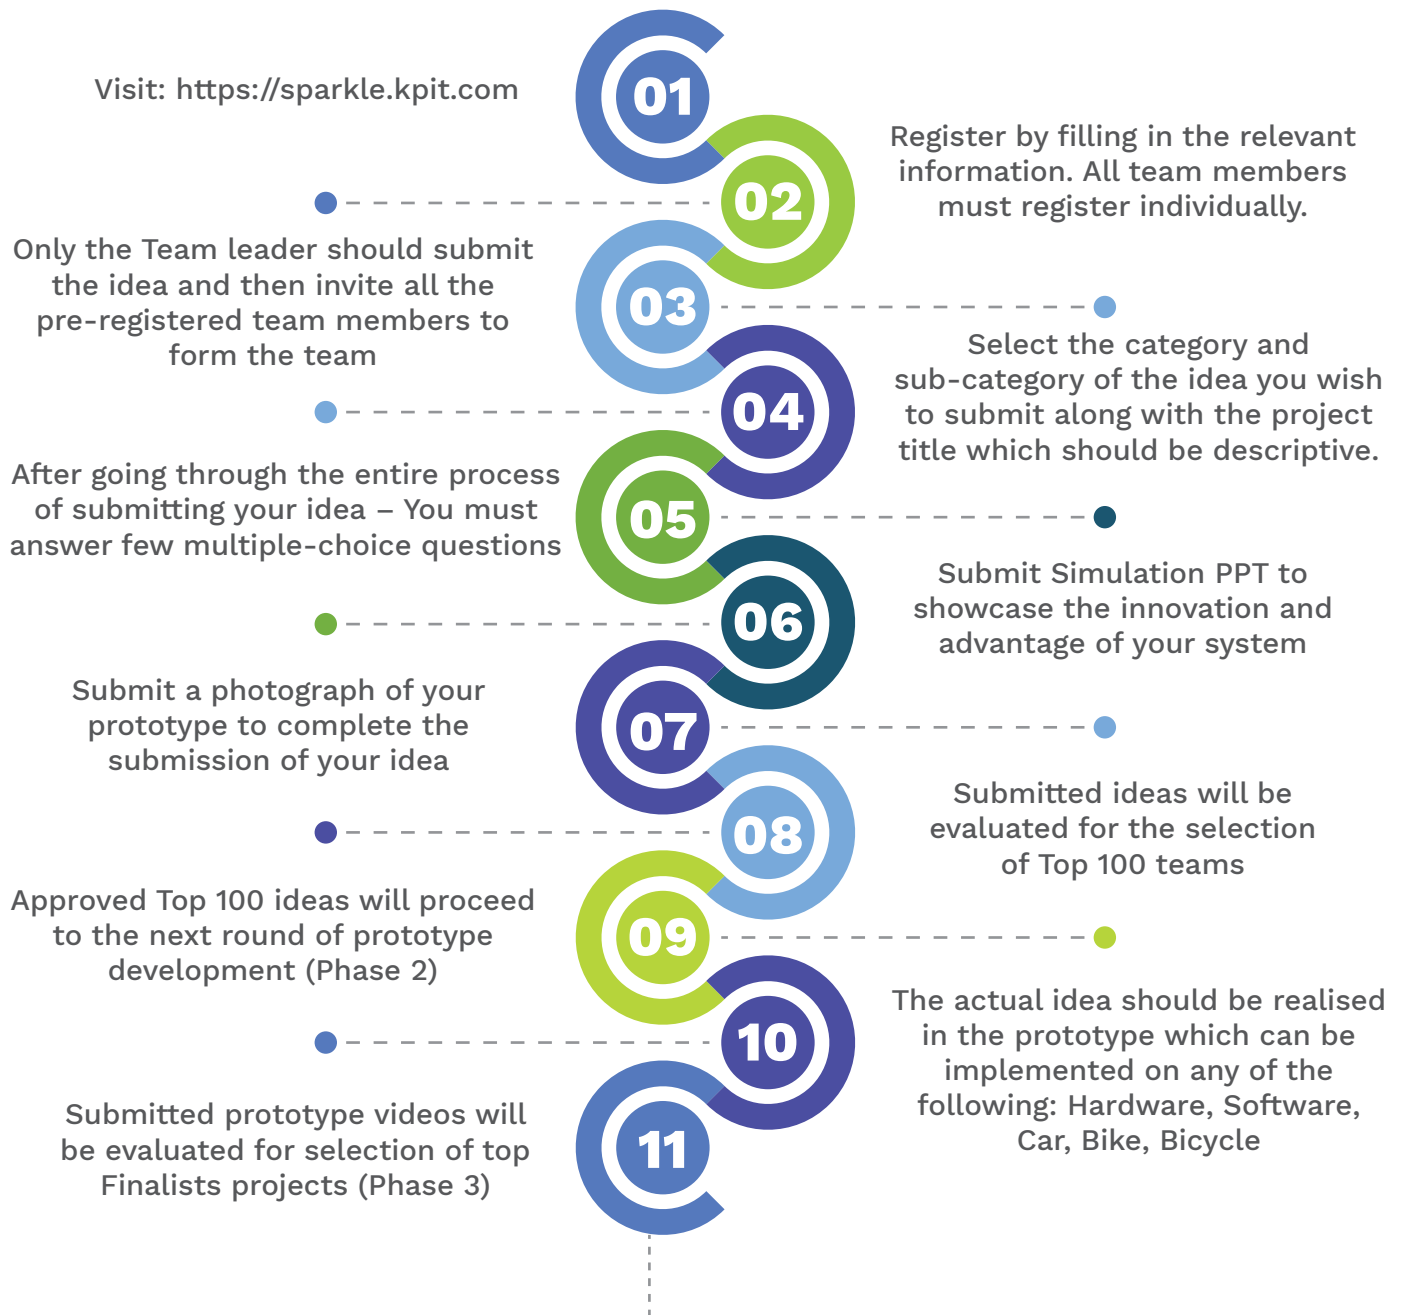 01
Visit: https://sparkle.kpit.com
02
Register by filling in the relevant
information. All team members
must register individually.
03
Only the Team leader should submit
the idea and then invite all the
pre-registered team members to
form the team
04
Select the category and
sub-category of the idea you wish
to submit along with the project
title which should be descriptive.
05
After going through the entire process
of submitting your idea – You must
answer few multiple-choice questions
06
Submit Simulation PPT to
showcase the innovation and
advantage of your system
07
Submit a photograph of your
prototype to complete the
submission of your idea
08
Submitted ideas will be
evaluated for the selection
of Top 100 teams
09
Approved Top 100 ideas will proceed
to the next round of prototype
development (Phase 2)
10
The actual idea should be realised
in the prototype which can be
implemented on any of the
following: Hardware, Software,
Car, Bike, Bicycle
11
Submitted prototype videos will
be evaluated for selection of top
Finalists projects (Phase 3)